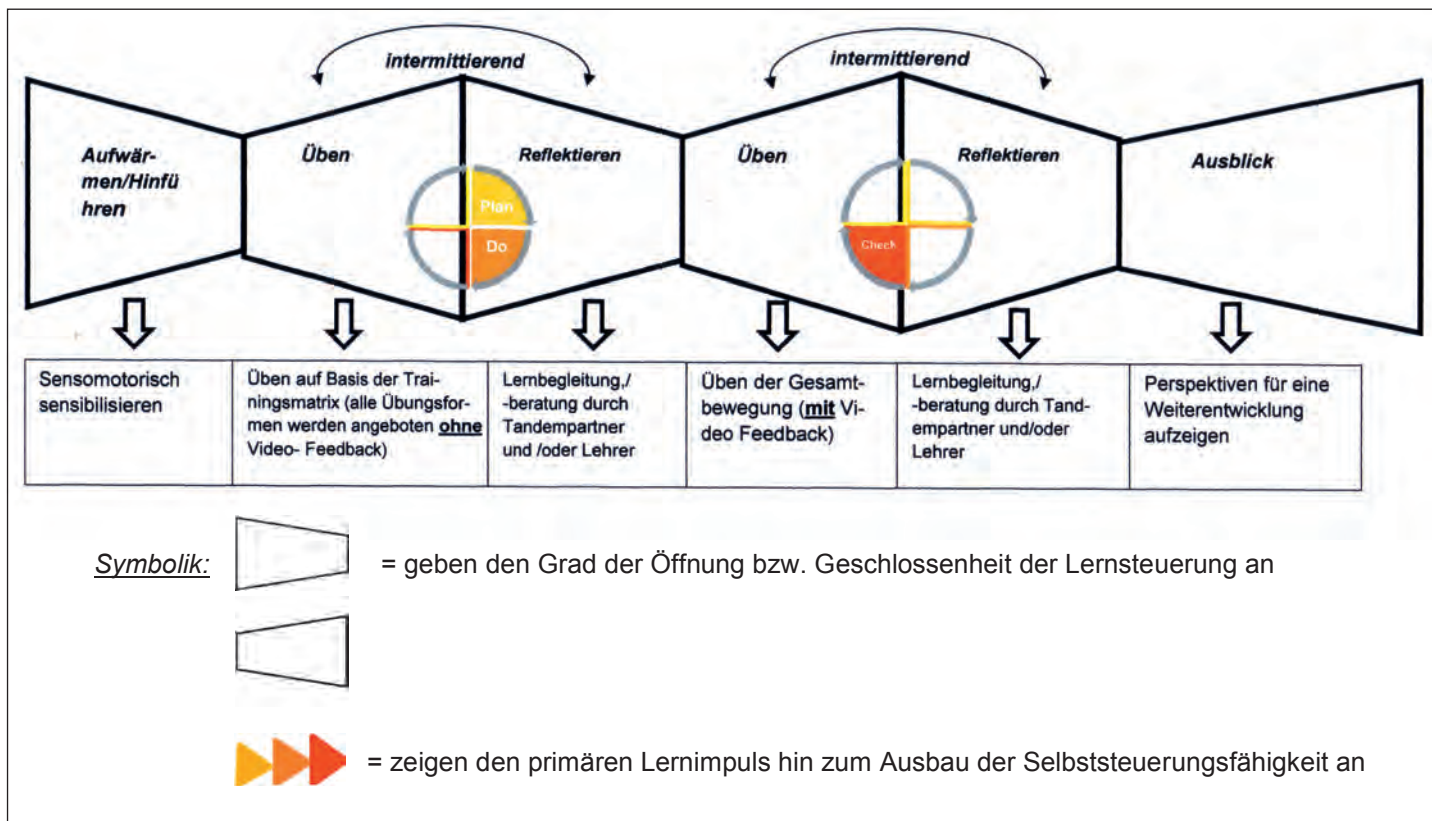 intermittierend
intermittierend
Aufwär-
men/Hinfü
hren
Üben
Reflektieren
Üben
Reflektieren
Ausblick
Plan
Do
Check
Sensomotorisch
sensibilisieren
Üben auf Basis der Trai-
ningsmatrix (alle Übungsfor-
men werden angeboten ohne
Video- Feedback)
Lernbegleitung,/
-beratung durch
Tandempartner
und /oder Lehrer
Üben der Gesamt-
bewegung (mit Vi-
deo Feedback)
Lernbegleitung,/
-beratung durch Tand-
empartner und/oder
Lehrer
Perspektiven für eine
Weiterentwicklung
aufzeigen
Symbolik:
= geben den Grad der Öffnung bzw. Geschlossenheit der Lernsteuerung an
= zeigen den primären Lernimpuls hin zum Ausbau der Selbststeuerungsfähigkeit an